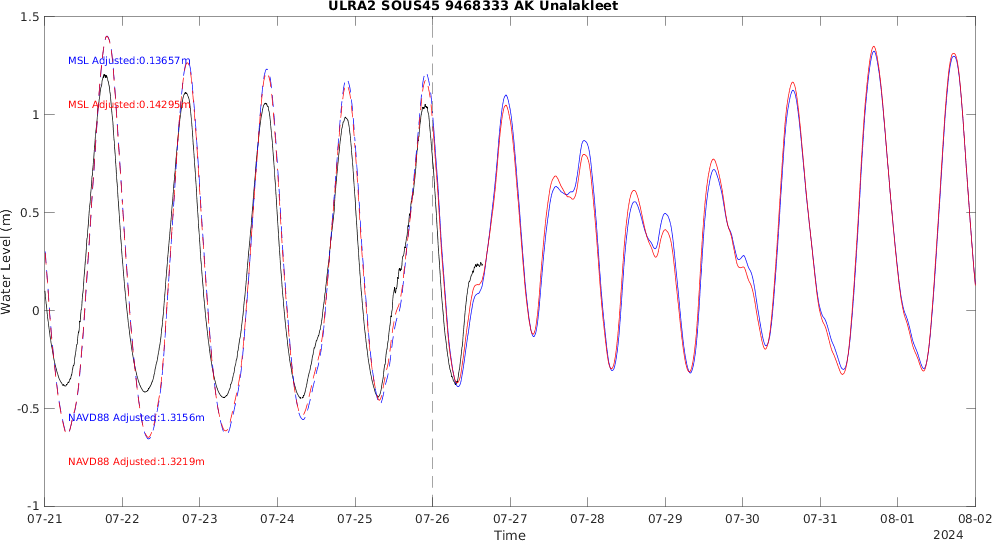 ULRA2 SOUS45 9468333 AK Unalakleet
1.5
MSL Adjusted:0.13657m
MSL Adjusted:0.14295m
1
0.5
Water Level (m)
0
-0.5
NAVD88 Adjusted:1.3156m
NAVD88 Adjusted:1.3219m
-1
07-21 07-22 07-23 07-24 07-25 07-26 07-27 07-28 07-29 07-30 07-31 08-01 08-02
Time
2024